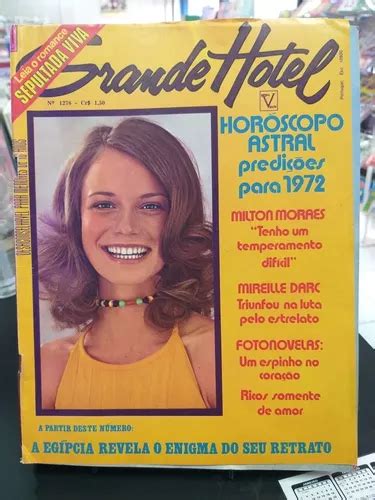 Leia o romance
SEPULTADA VIVA
Grande Hotel
Nº 1276 - Cr$ 1,50
HORÓSCOPO
ASTRAL
predições
para 1972
MILTON MORAES
"Tenho um
temperamento
difícil"
MIREILLE DARC
Triunfou na luta
pelo estrelato
FOTONOVELAS:
Um espinho no
coração
Ricos somente
de amor
A PARTIR DESTE NÚMERO:
A EGÍPCIA REVELA O ENIGMA DO SEU RETRATO